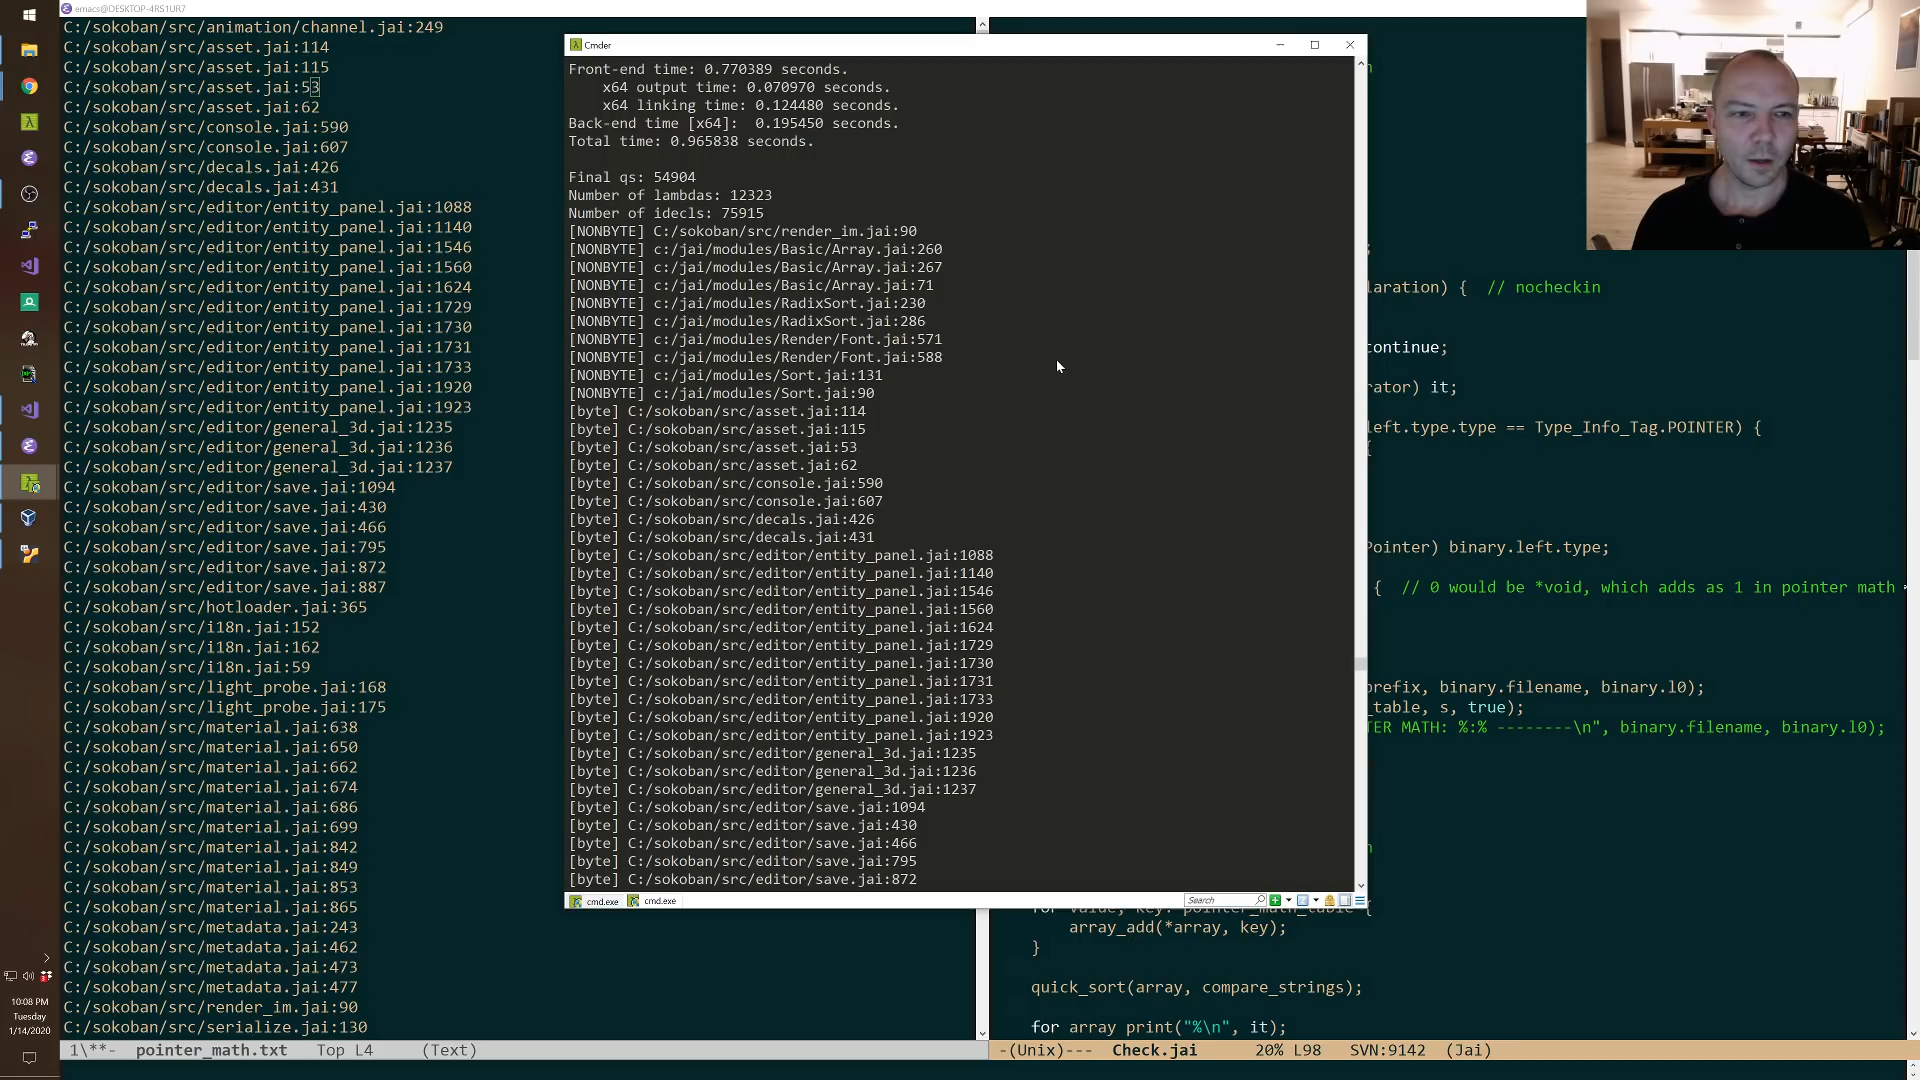 emacs@DESKTOP-4RS1UR7
C:/sokoban/src/animation/channel.jai:249
C:/sokoban/src/asset.jai:114
C:/sokoban/src/asset.jai:115
C:/sokoban/src/asset.jai:53
C:/sokoban/src/asset.jai:62
C:/sokoban/src/console.jai:590
C:/sokoban/src/console.jai:607
C:/sokoban/src/decals.jai:426
C:/sokoban/src/decals.jai:431
C:/sokoban/src/editor/entity_panel.jai:1088
C:/sokoban/src/editor/entity_panel.jai:1140
C:/sokoban/src/editor/entity_panel.jai:1546
C:/sokoban/src/editor/entity_panel.jai:1560
C:/sokoban/src/editor/entity_panel.jai:1624
C:/sokoban/src/editor/entity_panel.jai:1729
C:/sokoban/src/editor/entity_panel.jai:1730
C:/sokoban/src/editor/entity_panel.jai:1731
C:/sokoban/src/editor/entity_panel.jai:1733
C:/sokoban/src/editor/entity_panel.jai:1920
C:/sokoban/src/editor/entity_panel.jai:1923
C:/sokoban/src/editor/general_3d.jai:1235
C:/sokoban/src/editor/general_3d.jai:1236
C:/sokoban/src/editor/general_3d.jai:1237
C:/sokoban/src/editor/save.jai:1094
C:/sokoban/src/editor/save.jai:430
C:/sokoban/src/editor/save.jai:466
C:/sokoban/src/editor/save.jai:795
C:/sokoban/src/editor/save.jai:872
C:/sokoban/src/editor/save.jai:887
C:/sokoban/src/hotloader.jai:365
C:/sokoban/src/i18n.jai:152
C:/sokoban/src/i18n.jai:162
C:/sokoban/src/i18n.jai:59
C:/sokoban/src/light_probe.jai:168
C:/sokoban/src/light_probe.jai:175
C:/sokoban/src/material.jai:638
C:/sokoban/src/material.jai:650
C:/sokoban/src/material.jai:662
C:/sokoban/src/material.jai:674
C:/sokoban/src/material.jai:686
C:/sokoban/src/material.jai:699
C:/sokoban/src/material.jai:842
C:/sokoban/src/material.jai:849
C:/sokoban/src/material.jai:853
C:/sokoban/src/material.jai:865
C:/sokoban/src/metadata.jai:243
C:/sokoban/src/metadata.jai:462
C:/sokoban/src/metadata.jai:473
C:/sokoban/src/metadata.jai:477
C:/sokoban/src/render_im.jai:90
C:/sokoban/src/serialize.jai:130
1\**- pointer_math.txt Top L4 (Text)
Cmder
Front-end time: 0.770389 seconds.
x64 output time: 0.070970 seconds.
x64 linking time: 0.124480 seconds.
Back-end time [x64]: 0.195450 seconds.
Total time: 0.965838 seconds.
Final qs: 54904
Number of lambdas: 12323
Number of idecls: 75915
[NONBYTE] C:/sokoban/src/render_im.jai:90
[NONBYTE] c:/jai/modules/Basic/Array.jai:260
[NONBYTE] c:/jai/modules/Basic/Array.jai:267
[NONBYTE] c:/jai/modules/Basic/Array.jai:71
[NONBYTE] c:/jai/modules/RadixSort.jai:230
[NONBYTE] c:/jai/modules/RadixSort.jai:286
[NONBYTE] c:/jai/modules/Render/Font.jai:571
[NONBYTE] c:/jai/modules/Render/Font.jai:588
[NONBYTE] c:/jai/modules/Sort.jai:131
[NONBYTE] c:/jai/modules/Sort.jai:90
[byte] C:/sokoban/src/asset.jai:114
[byte] C:/sokoban/src/asset.jai:115
[byte] C:/sokoban/src/asset.jai:53
[byte] C:/sokoban/src/asset.jai:62
[byte] C:/sokoban/src/console.jai:590
[byte] C:/sokoban/src/console.jai:607
[byte] C:/sokoban/src/decals.jai:426
[byte] C:/sokoban/src/decals.jai:431
[byte] C:/sokoban/src/editor/entity_panel.jai:1088
[byte] C:/sokoban/src/editor/entity_panel.jai:1140
[byte] C:/sokoban/src/editor/entity_panel.jai:1546
[byte] C:/sokoban/src/editor/entity_panel.jai:1560
[byte] C:/sokoban/src/editor/entity_panel.jai:1624
[byte] C:/sokoban/src/editor/entity_panel.jai:1729
[byte] C:/sokoban/src/editor/entity_panel.jai:1730
[byte] C:/sokoban/src/editor/entity_panel.jai:1731
[byte] C:/sokoban/src/editor/entity_panel.jai:1733
[byte] C:/sokoban/src/editor/entity_panel.jai:1920
[byte] C:/sokoban/src/editor/entity_panel.jai:1923
[byte] C:/sokoban/src/editor/general_3d.jai:1235
[byte] C:/sokoban/src/editor/general_3d.jai:1236
[byte] C:/sokoban/src/editor/general_3d.jai:1237
[byte] C:/sokoban/src/editor/save.jai:1094
[byte] C:/sokoban/src/editor/save.jai:430
[byte] C:/sokoban/src/editor/save.jai:466
[byte] C:/sokoban/src/editor/save.jai:795
[byte] C:/sokoban/src/editor/save.jai:872
cmd.exe cmd.exe Search
laration) { // nocheckin
continue;
rator) it;
left.type.type == Type_Info_Tag.POINTER) {
{
Pointer) binary.left.type;
{ // 0 would be *void, which adds as 1 in pointer math
prefix, binary.filename, binary.l0);
_table, s, true);
TER MATH: %:% --------\n", binary.filename, binary.l0);
for value, key: pointer_math_table {
array_add(*array, key);
}
quick_sort(array, compare_strings);
for array print("%\n", it);
-(Unix)--- Check.jai 20% L98 SVN:9142 (Jai)
10:08 PM
Tuesday
1/14/2020